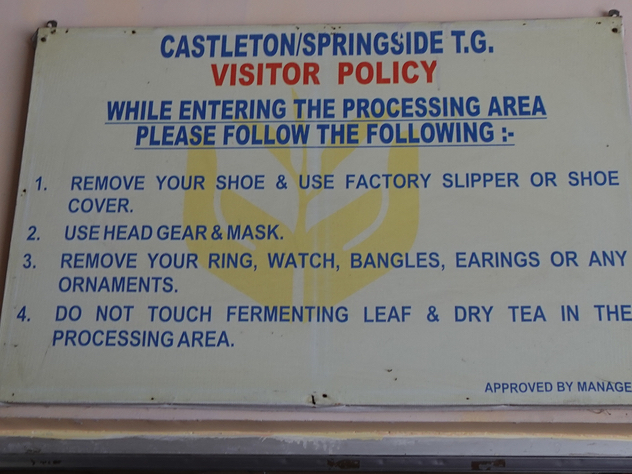 CASTLETON/SPRINGSIDE T.G.
VISITOR POLICY
WHILE ENTERING THE PROCESSING AREA
PLEASE FOLLOW THE FOLLOWING :-
1. REMOVE YOUR SHOE & USE FACTORY SLIPPER OR SHOE
COVER.
2. USE HEAD GEAR & MASK.
3. REMOVE YOUR RING, WATCH, BANGLES, EARINGS OR ANY
ORNAMENTS.
4. DO NOT TOUCH FERMENTING LEAF & DRY TEA IN THE
PROCESSING AREA.
APPROVED BY MANAGE